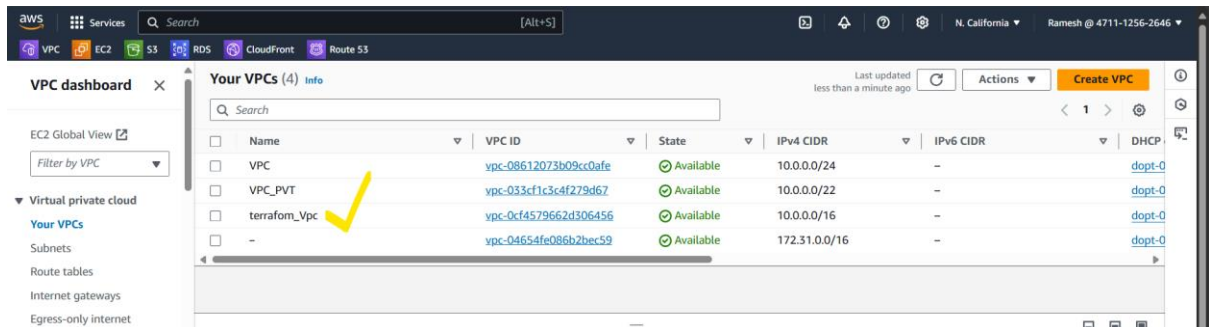 aws Services Search [Alt+S] N. California ▼ Ramesh @ 4711-1256-2646 ▼
VPC EC2 S3 RDS CloudFront Route 53
VPC dashboard
Your VPCs (4) Info
Last updated
less than a minute ago
Actions ▼
Create VPC
Search
1
EC2 Global View
Filter by VPC
Name VPC ID State IPv4 CIDR IPv6 CIDR DHCP
VPC vpc-08612073b09cc0afe Available 10.0.0.0/24 –
dopt-0
VPC_PVT vpc-033cf1c3c4f279d67 Available 10.0.0.0/22 –
dopt-0
terrafom_Vpc vpc-0cf4579662d306456 Available 10.0.0.0/16 –
dopt-0
– vpc-04654fe086b2bec59 Available 172.31.0.0/16 –
dopt-0
Virtual private cloud
Your VPCs
Subnets
Route tables
Internet gateways
Egress-only internet